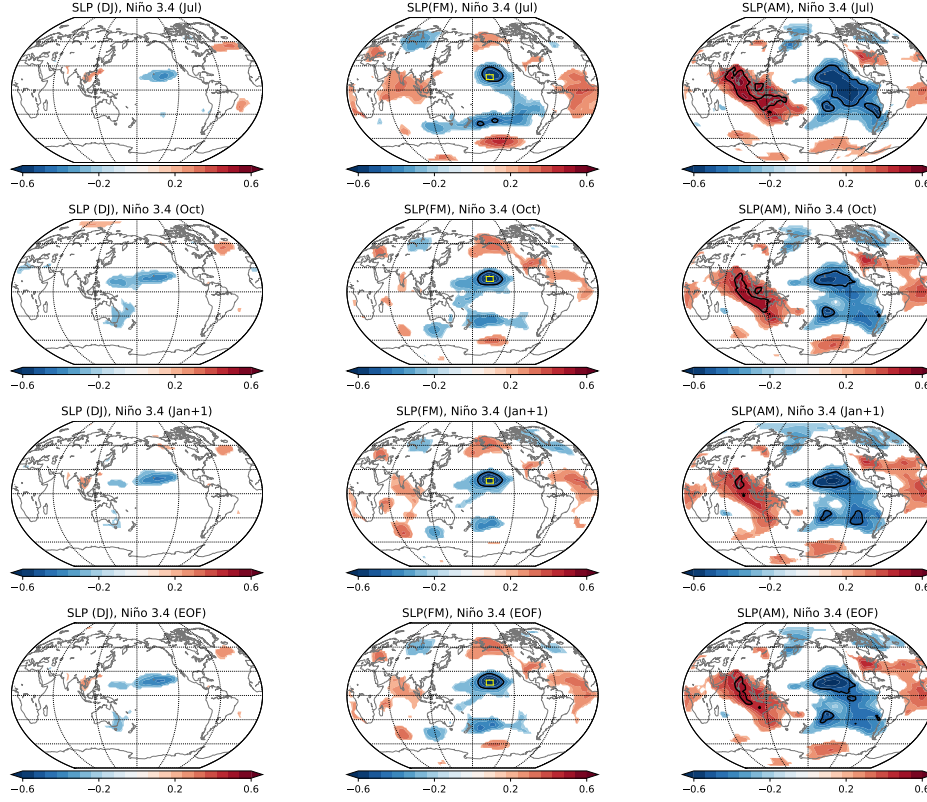 SLP (DJ), Niño 3.4 (Jul) SLP(FM), Niño 3.4 (Jul) SLP(AM), Niño 3.4 (Jul)
−0.6 −0.2 0.2 0.6 −0.6 −0.2 0.2 0.6 −0.6 −0.2 0.2 0.6
SLP (DJ), Niño 3.4 (Oct) SLP(FM), Niño 3.4 (Oct) SLP(AM), Niño 3.4 (Oct)
−0.6 −0.2 0.2 0.6 −0.6 −0.2 0.2 0.6 −0.6 −0.2 0.2 0.6
SLP (DJ), Niño 3.4 (Jan+1) SLP(FM), Niño 3.4 (Jan+1) SLP(AM), Niño 3.4 (Jan+1)
−0.6 −0.2 0.2 0.6 −0.6 −0.2 0.2 0.6 −0.6 −0.2 0.2 0.6
SLP (DJ), Niño 3.4 (EOF) SLP(FM), Niño 3.4 (EOF) SLP(AM), Niño 3.4 (EOF)
−0.6 −0.2 0.2 0.6 −0.6 −0.2 0.2 0.6 −0.6 −0.2 0.2 0.6